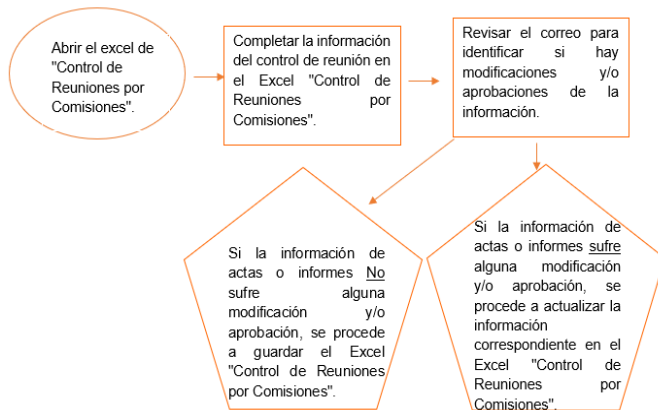 Abrir el excel de
"Control de
Reuniones por
Comisiones".
Completar la información
del control de reunión en
el Excel "Control de
Reuniones por
Comisiones".
Revisar el correo para
identificar si hay
modificaciones y/o
aprobaciones de la
información.
Si la información de
actas o informes No
sufre alguna
modificación y/o
aprobación, se procede
a guardar el Excel
"Control de Reuniones
por Comisiones".
Si la información de
actas o informes sufre
alguna modificación
y/o aprobación, se
procede a actualizar la
información
correspondiente en el
Excel "Control de
Reuniones por
Comisiones".